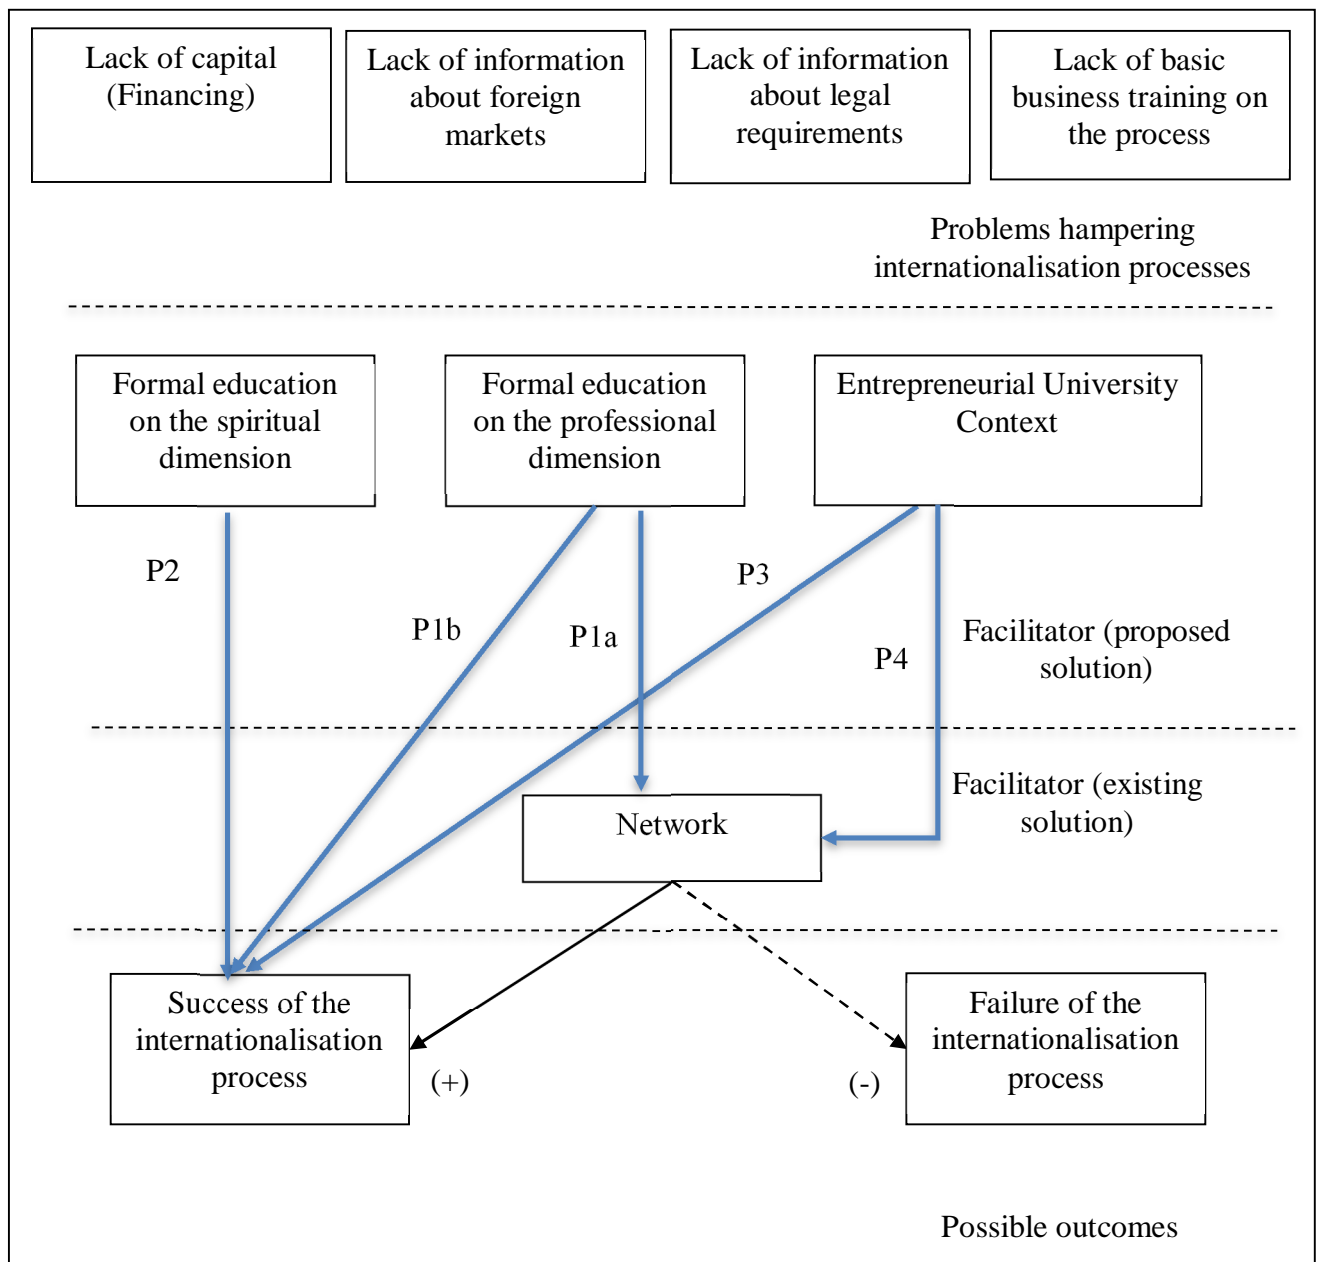 Lack of capital
(Financing)
Lack of information
about foreign
markets
Lack of information
about legal
requirements
Lack of basic
business training on
the process
Problems hampering
internationalisation processes
Formal education
on the spiritual
dimension
Formal education
on the professional
dimension
Entrepreneurial University
Context
P2
P1b
P1a
P3
P4
Facilitator (proposed
solution)
Facilitator (existing
solution)
Network
Success of the
internationalisation
process
(+)
(-)
Failure of the
internationalisation
process
Possible outcomes